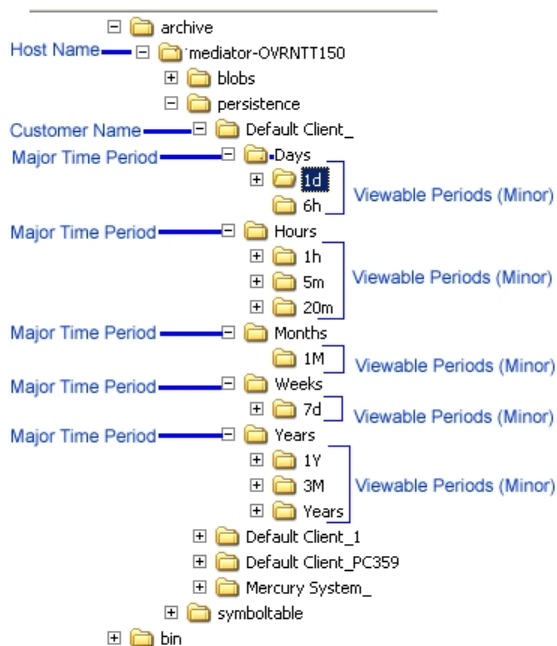 archive
Host Name mediator-OVRNTT150
blobs
persistence
Customer Name Default Client_
Major Time Period Days
1d
6h
Viewable Periods (Minor)
Major Time Period Hours
1h
5m
20m
Viewable Periods (Minor)
Major Time Period Months
1M
Viewable Periods (Minor)
Major Time Period Weeks
7d
Viewable Periods (Minor)
Major Time Period Years
1Y
3M
Years
Viewable Periods (Minor)
Default Client_1
Default Client_PC359
Mercury System_
symboltable
bin